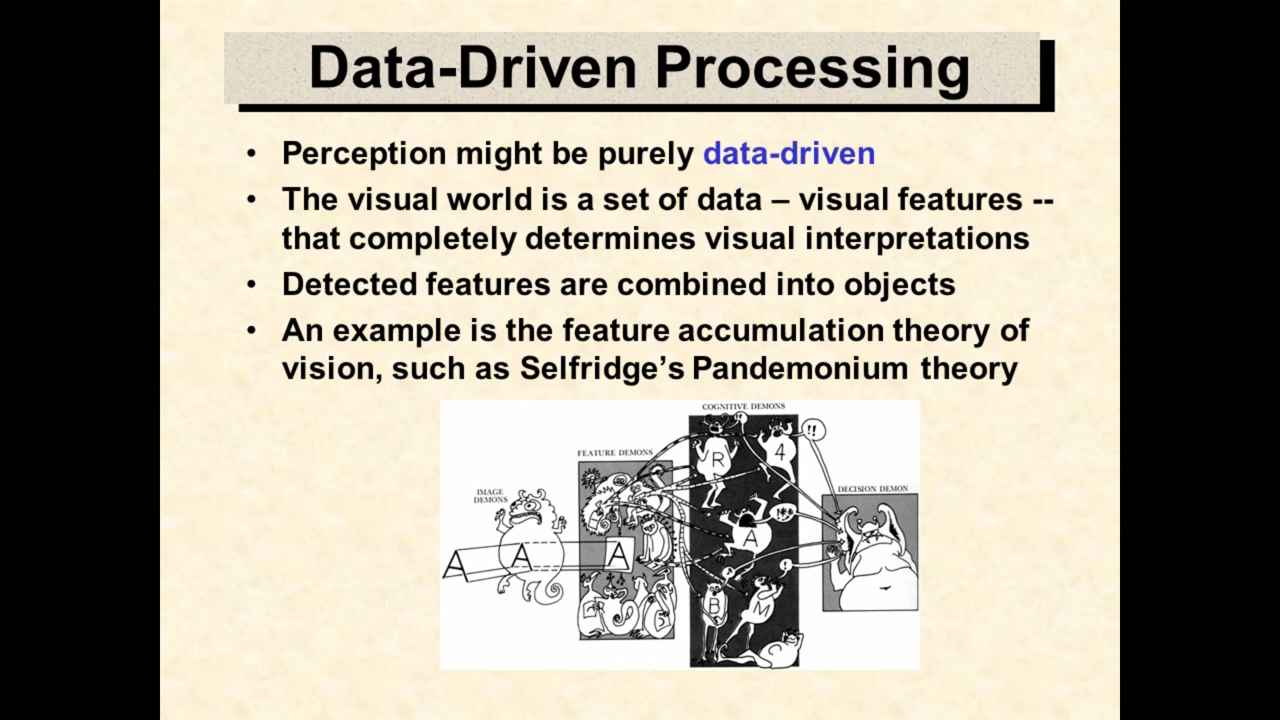 Data-Driven Processing
• Perception might be purely data-driven
• The visual world is a set of data – visual features --
that completely determines visual interpretations
• Detected features are combined into objects
• An example is the feature accumulation theory of
vision, such as Selfridge’s Pandemonium theory
COGNITIVE DEMONS
FEATURE DEMONS
IMAGE
DEMONS
DECISION DEMON
R
4
!!
A
A
A
A
B
M
!